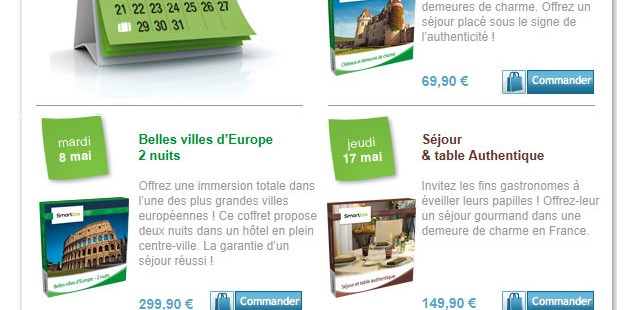 21 22 23 24 25 26 27
28 29 30 31
demeures de charme. Offrez un
séjour placé sous le signe de
l'authenticité !
Châteaux et demeures de charme
69,90 € Commander
mardi
8 mai
Belles villes d'Europe
2 nuits
Offrez une immersion totale dans
l'une des plus grandes villes
européennes ! Ce coffret propose
deux nuits dans un hôtel en plein
centre-ville. La garantie d'un
séjour réussi !
Smartbox
Belles villes d'Europe - 2 nuits
299,90 € Commander
jeudi
17 mai
Séjour
& table Authentique
Invitez les fins gastronomes à
éveiller leurs papilles ! Offrez-leur
un séjour gourmand dans une
demeure de charme en France.
Smartbox
Séjour et table authentique
149,90 € Commander